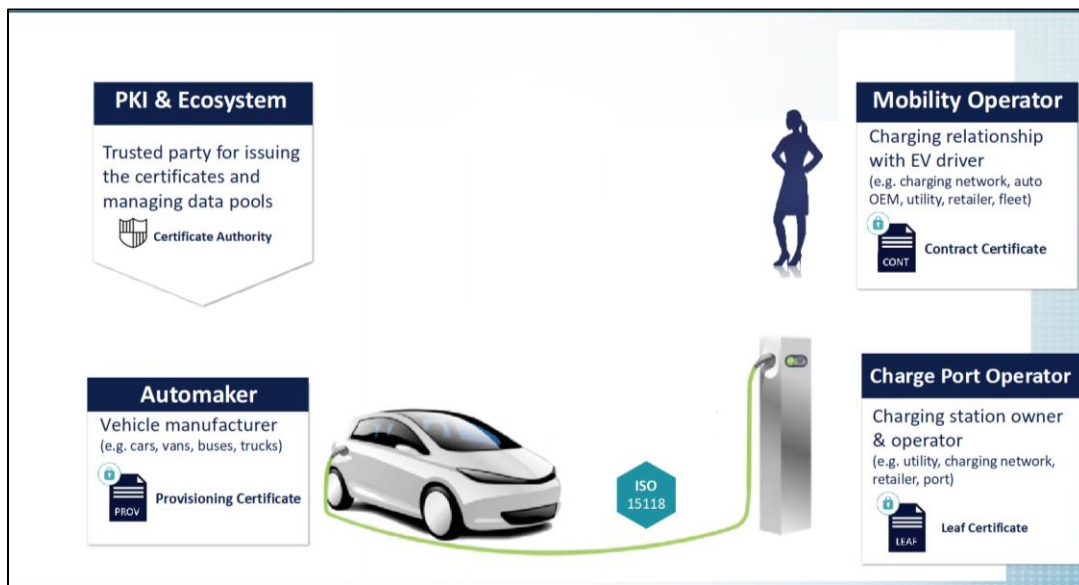 PKI & Ecosystem
Trusted party for issuing
the certificates and
managing data pools
Certificate Authority
Mobility Operator
Charging relationship
with EV driver
(e.g. charging network, auto
OEM, utility, retailer, fleet)
CONT
Contract Certificate
Automaker
Vehicle manufacturer
(e.g. cars, vans, buses, trucks)
PROV
Provisioning Certificate
ISO
15118
Charge Port Operator
Charging station owner
& operator
(e.g. utility, charging network,
retailer, port)
LEAF
Leaf Certificate